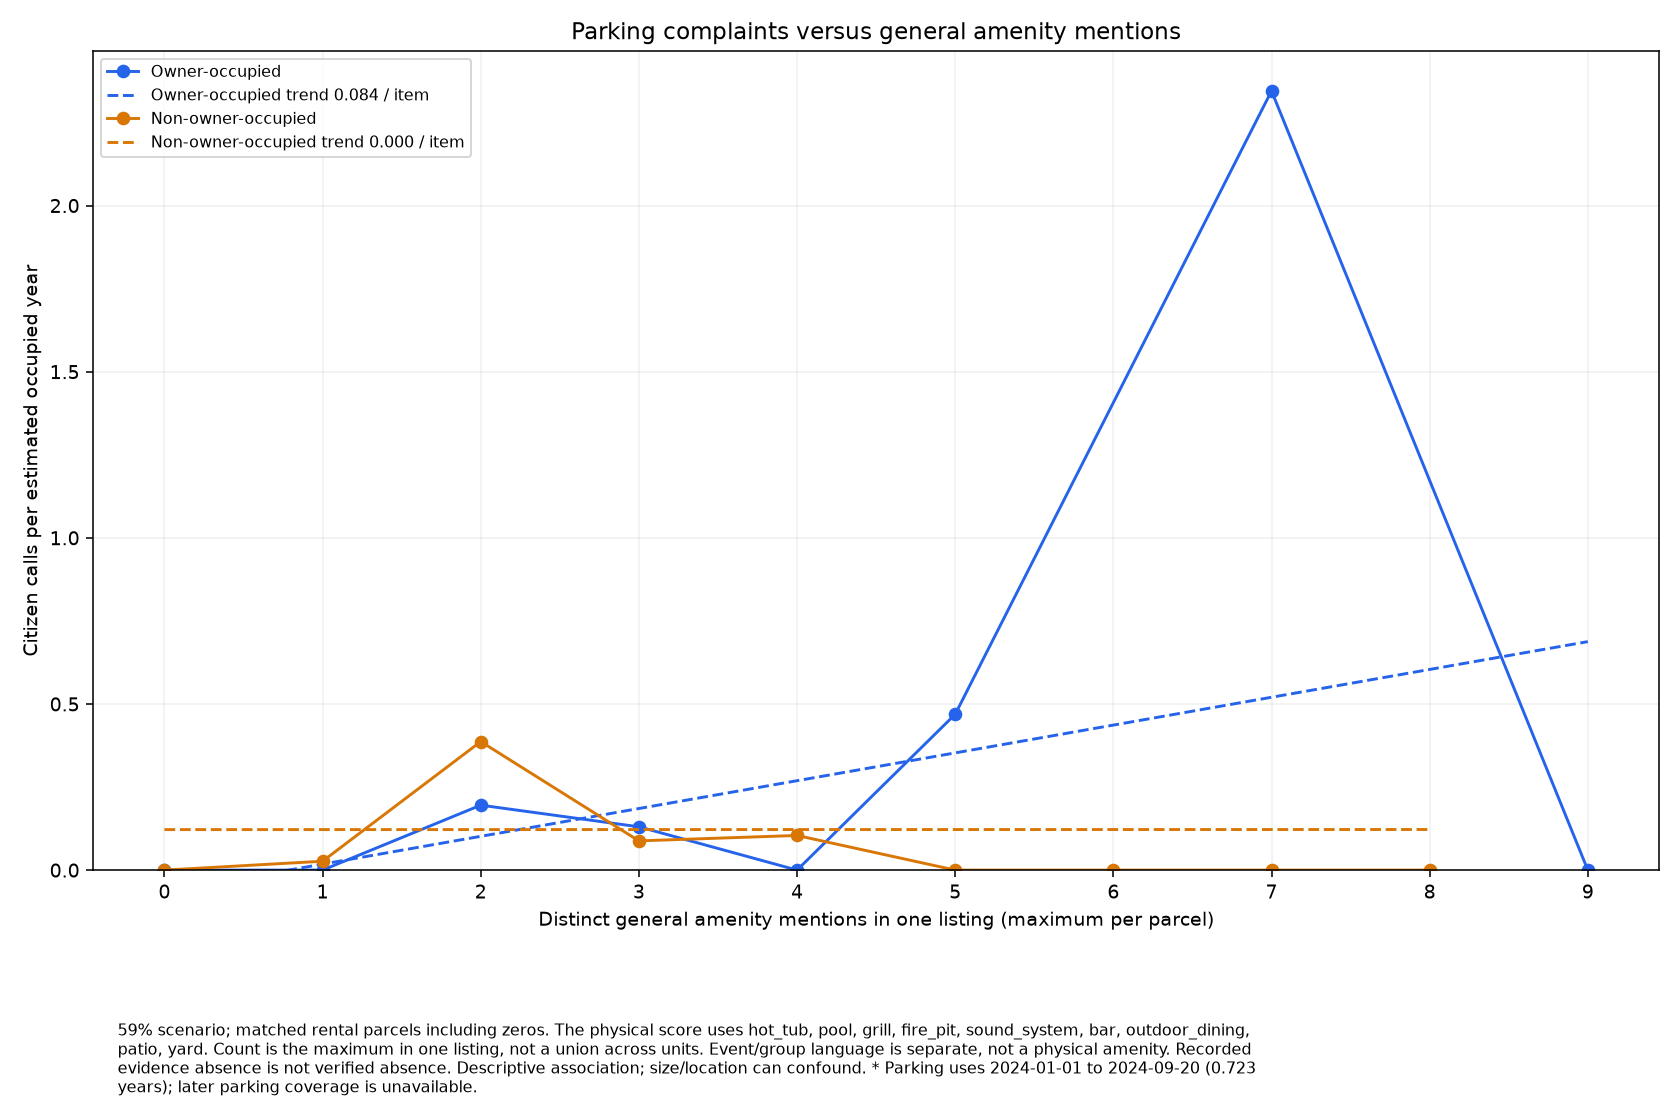 Parking complaints versus general amenity mentions
Owner-occupied
Owner-occupied trend 0.084 / item
Non-owner-occupied
Non-owner-occupied trend 0.000 / item
Citizen calls per estimated occupied year
2.0
1.5
1.0
0.5
0.0
0 1 2 3 4 5 6 7 8 9
Distinct general amenity mentions in one listing (maximum per parcel)
59% scenario; matched rental parcels including zeros. The physical score uses hot_tub, pool, grill, fire_pit, sound_system, bar, outdoor_dining,
patio, yard. Count is the maximum in one listing, not a union across units. Event/group language is separate, not a physical amenity. Recorded
evidence absence is not verified absence. Descriptive association; size/location can confound. * Parking uses 2024-01-01 to 2024-09-20 (0.723
years); later parking coverage is unavailable.